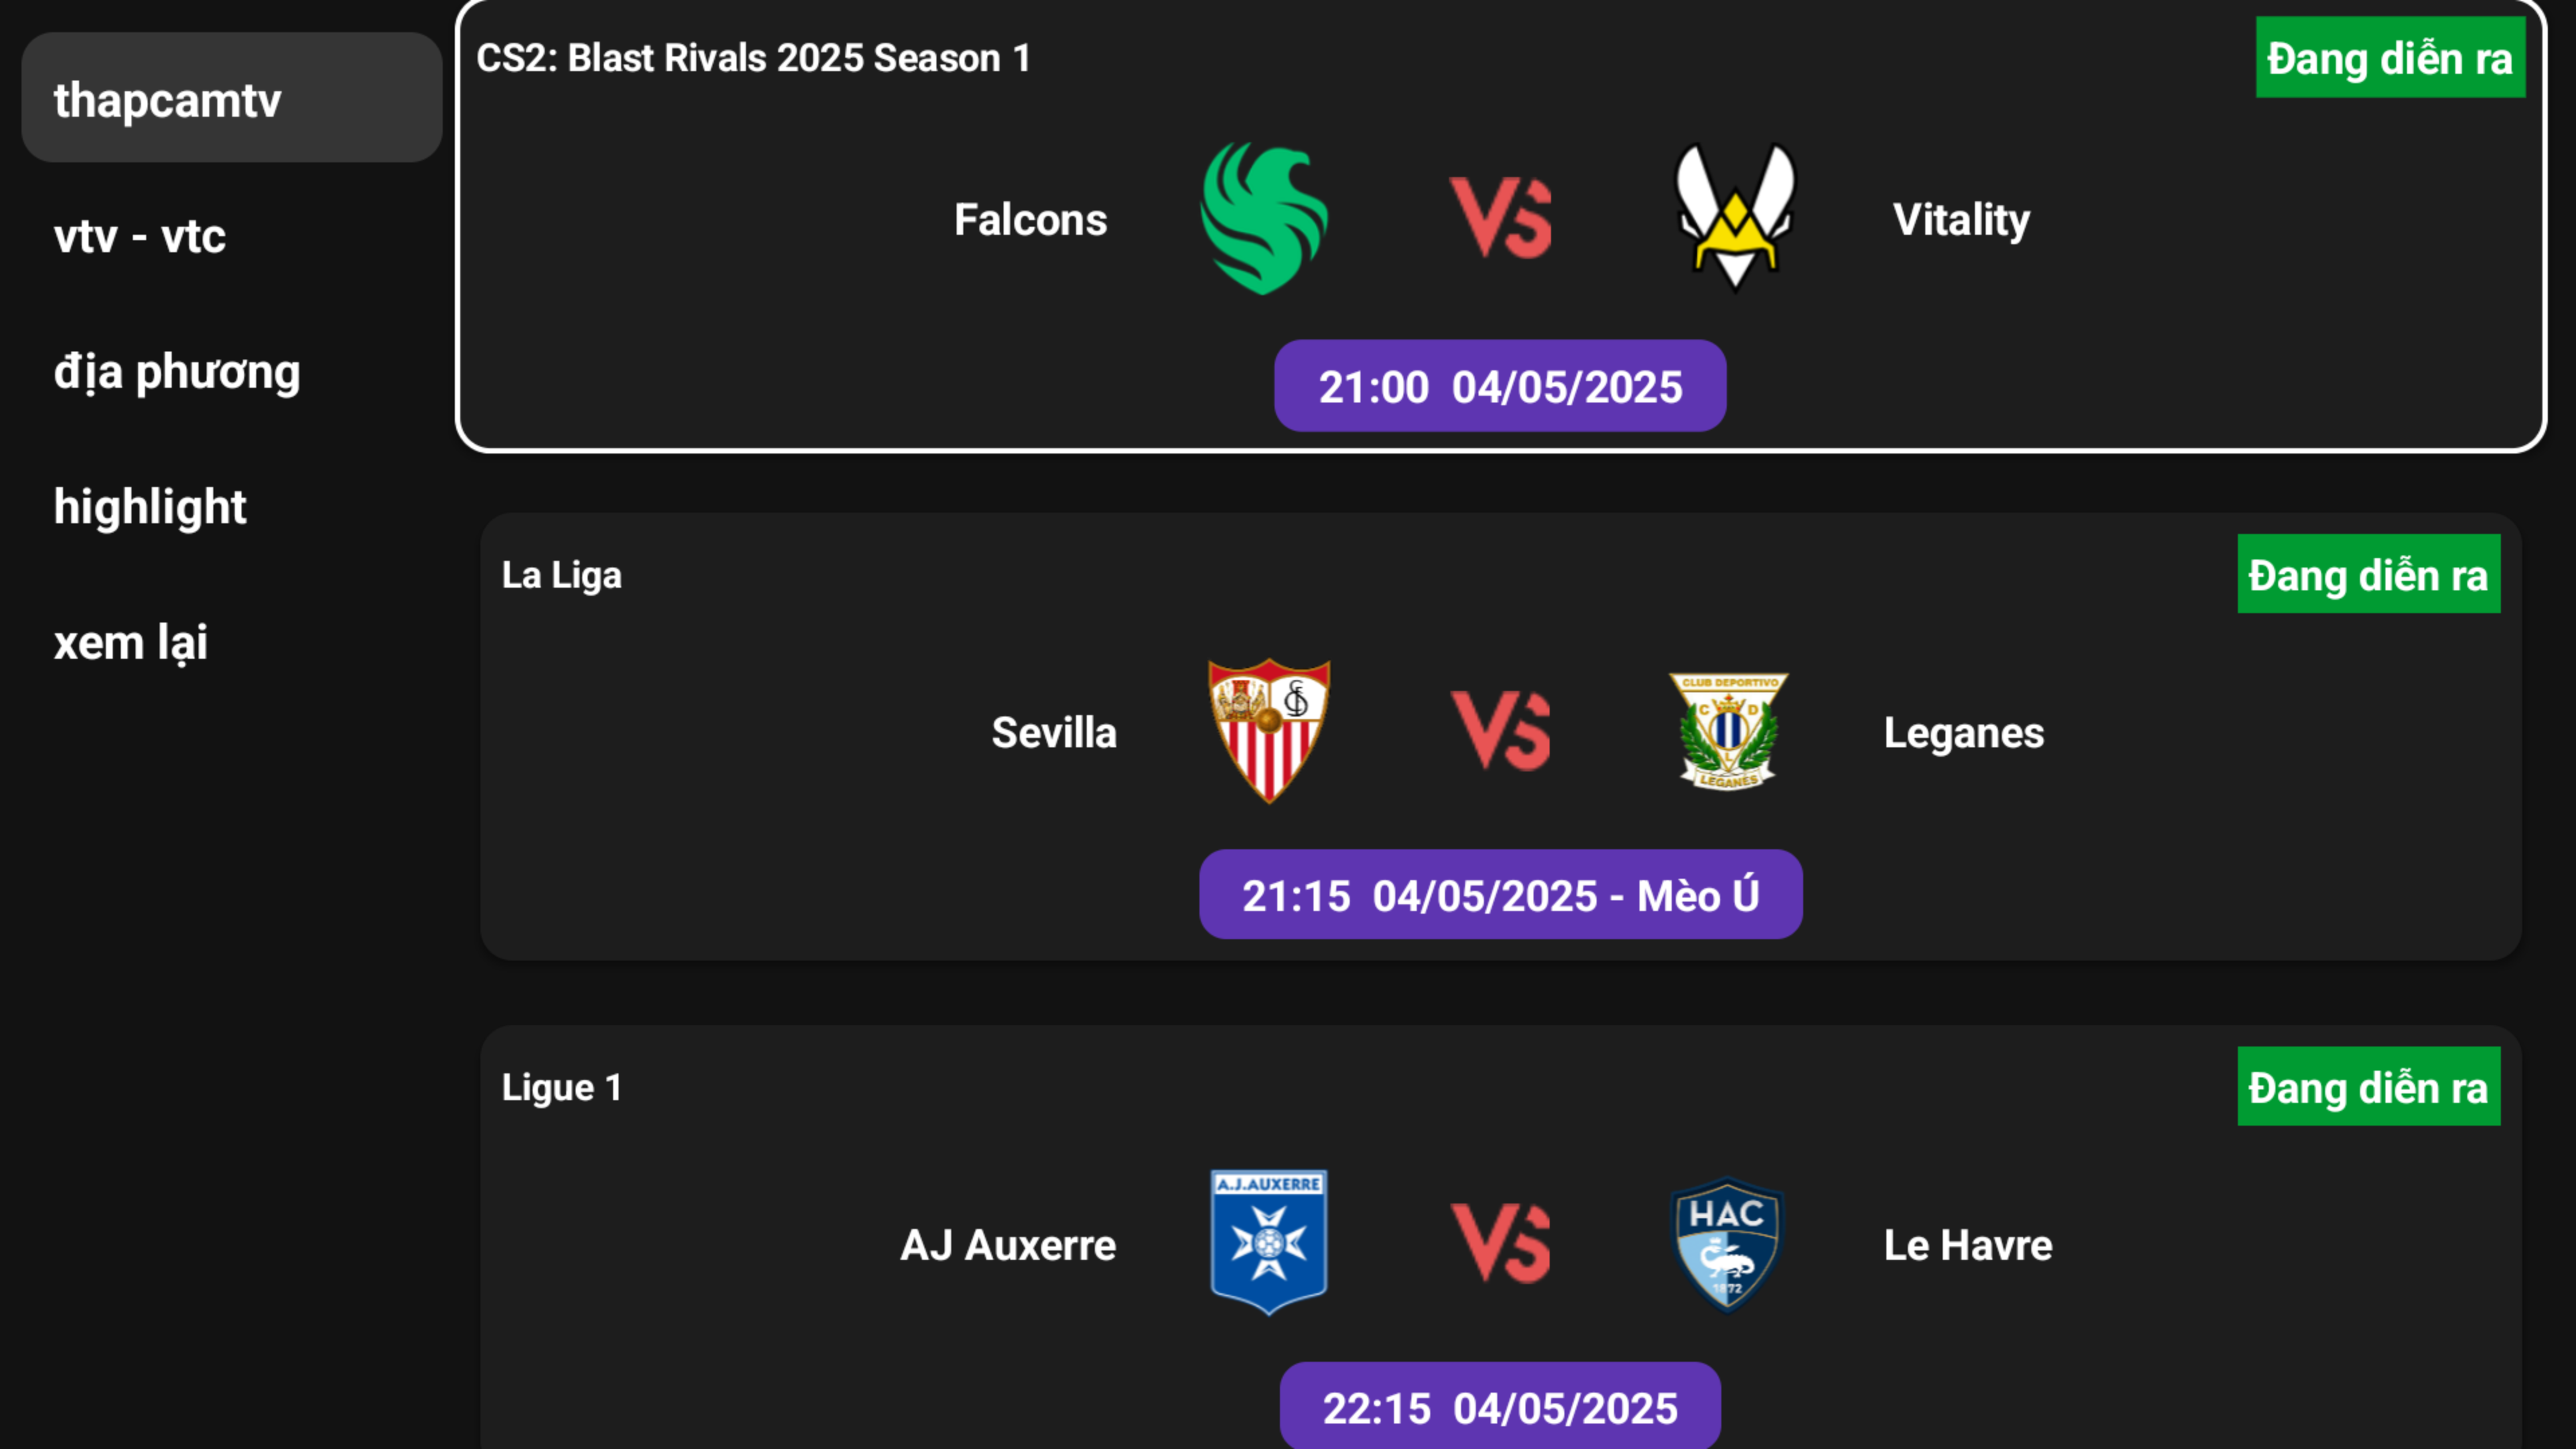 thapcamtv
vtv - vtc
địa phương
highlight
xem lại
CS2: Blast Rivals 2025 Season 1
Đang diễn ra
Falcons
VS
Vitality
21:00 04/05/2025
La Liga
Đang diễn ra
Sevilla
VS
CLUB DEPORTIVO
C D
L
LEGANÉS
Leganes
21:15 04/05/2025 - Mèo Ú
Ligue 1
Đang diễn ra
AJ Auxerre
A.J.AUXERRE
VS
HAC
1872
Le Havre
22:15 04/05/2025